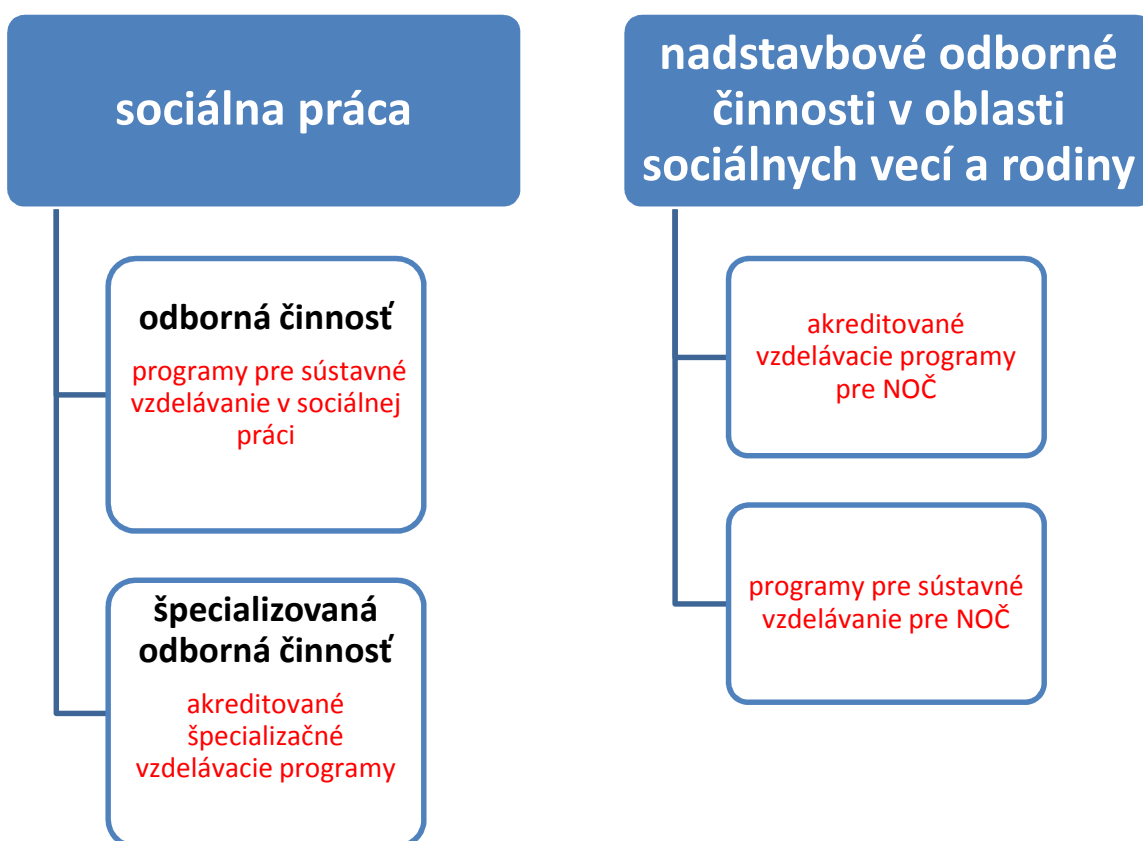 sociálna práca
odborná činnosť
programy pre sústavné
vzdelávanie v sociálnej
práci
špecializovaná
odborná činnosť
akreditované
špecializačné
vzdelávacie programy
nadstavbové odborné
činnosti v oblasti
sociálnych vecí a rodiny
akreditované
vzdelávacie programy
pre NOČ
programy pre sústavné
vzdelávanie pre NOČ